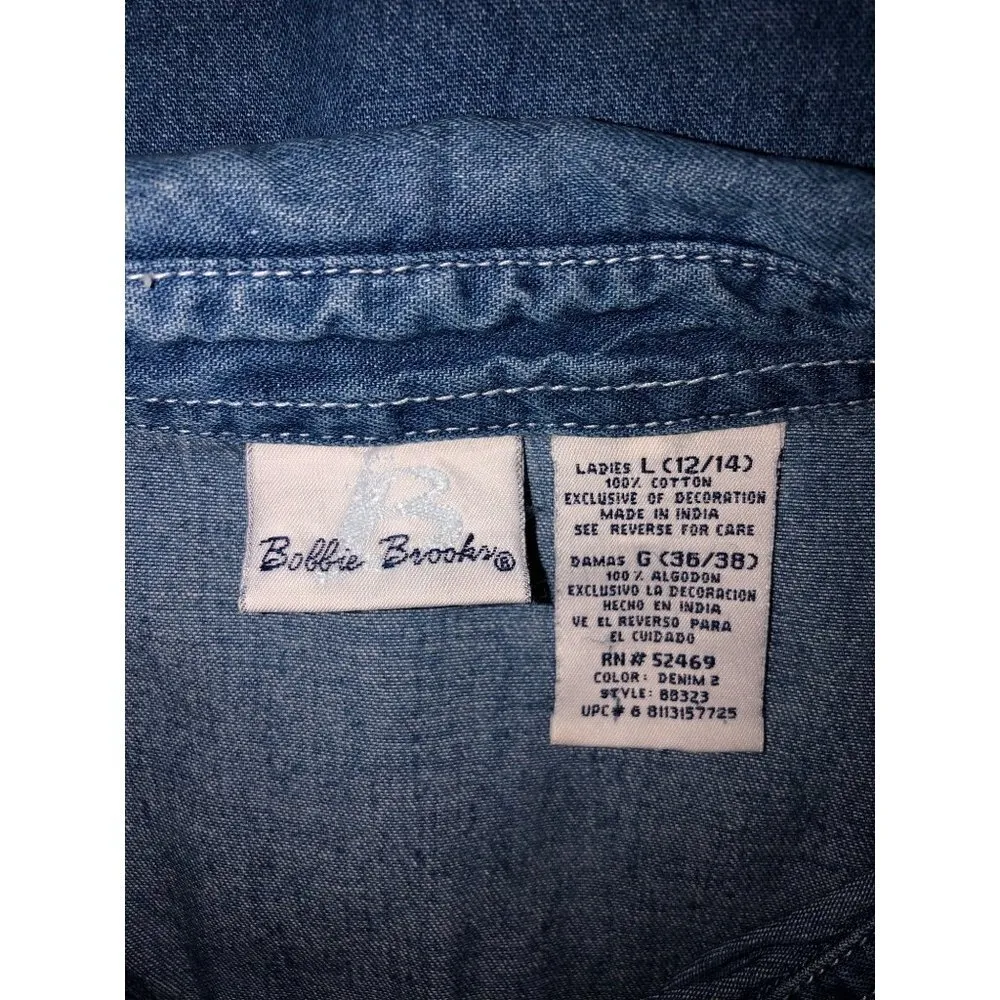 B
Bobbie Brooks®
LADIES L (12/14)
100% COTTON
EXCLUSIVE OF DECORATION
MADE IN INDIA
SEE REVERSE FOR CARE
DAMAS G (36/38)
100% ALGODON
EXCLUSIVO LA DECORACION
HECHO EN INDIA
VE EL REVERSO PARA
EL CUIDADO
RN# 52469
COLOR: DENIM 2
STYLE: BB323
UPC# 6 8113157725